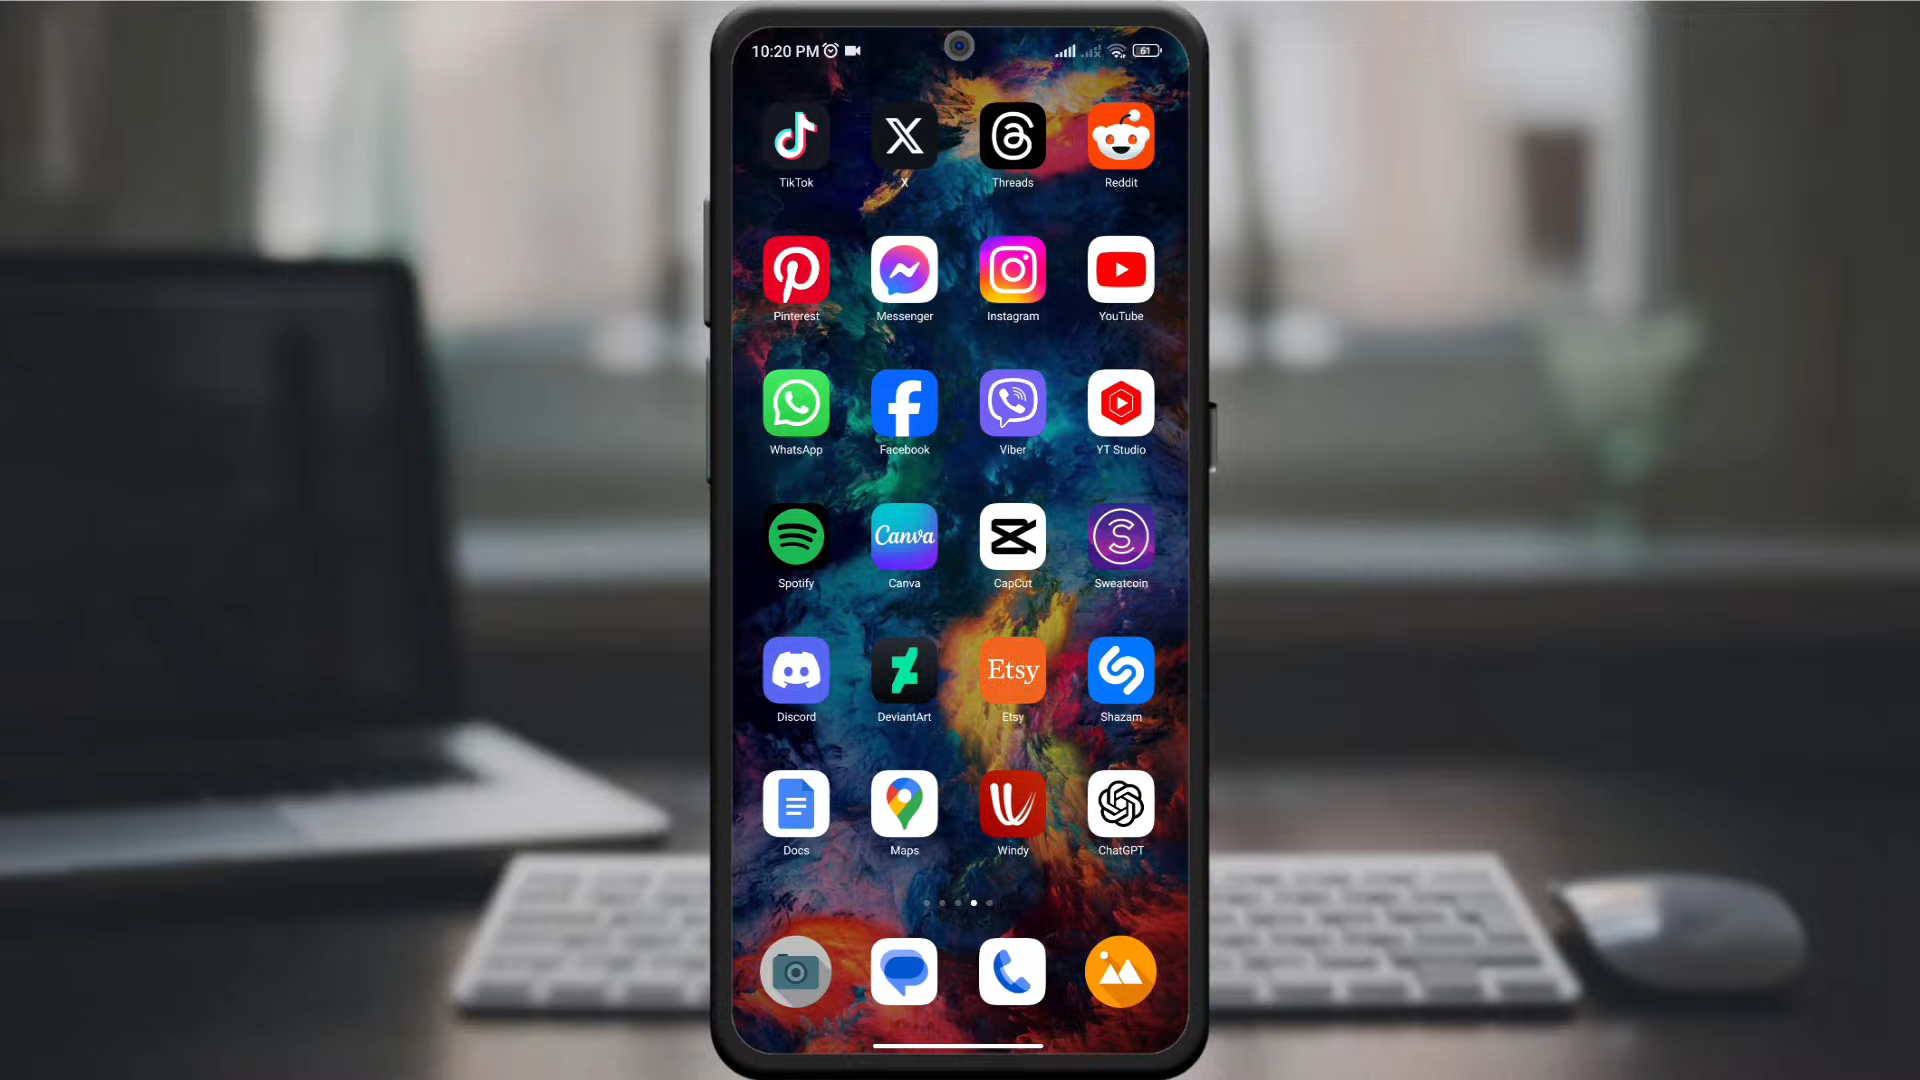 10:20 PM 61
TikTok X Threads Reddit
Pinterest Messenger Instagram YouTube
WhatsApp Facebook Viber YT Studio
Canva
Spotify Canva CapCut Sweatcoin
Etsy
Discord DeviantArt Etsy Shazam
Docs Maps Windy ChatGPT